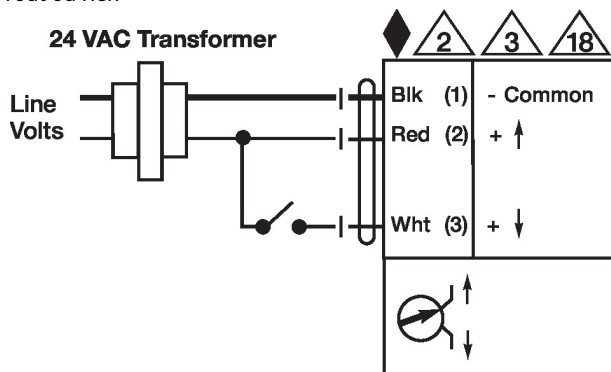 24 VAC Transformer
2 3 18
Line
Volts
Blk (1) - Common
Red (2) + ↑
Wht (3) + ↓